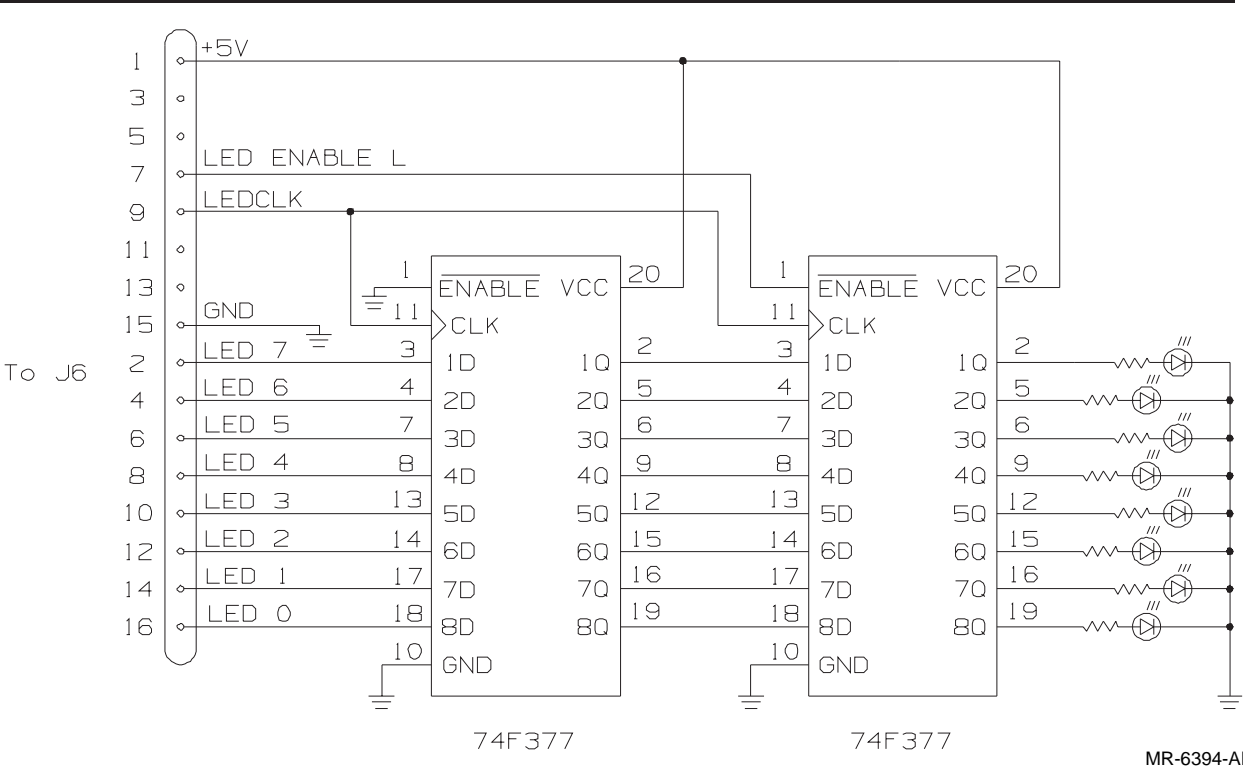 +5V
1
3
5
LED ENABLE L
7
LEDCLK
9
11
1 ENABLE VCC 20 1 ENABLE VCC 20
13
GND
15 11 CLK 11 CLK
To J6
2 LED 7 3 1D 1Q 2 3 1D 1Q 2
4 LED 6 4 2D 2Q 5 4 2D 2Q 5
6 LED 5 7 3D 3Q 6 7 3D 3Q 6
8 LED 4 8 4D 4Q 9 8 4D 4Q 9
10 LED 3 13 5D 5Q 12 13 5D 5Q 12
12 LED 2 14 6D 6Q 15 14 6D 6Q 15
14 LED 1 17 7D 7Q 16 17 7D 7Q 16
16 LED 0 18 8D 8Q 19 18 8D 8Q 19
10 GND 10 GND
74F377 74F377